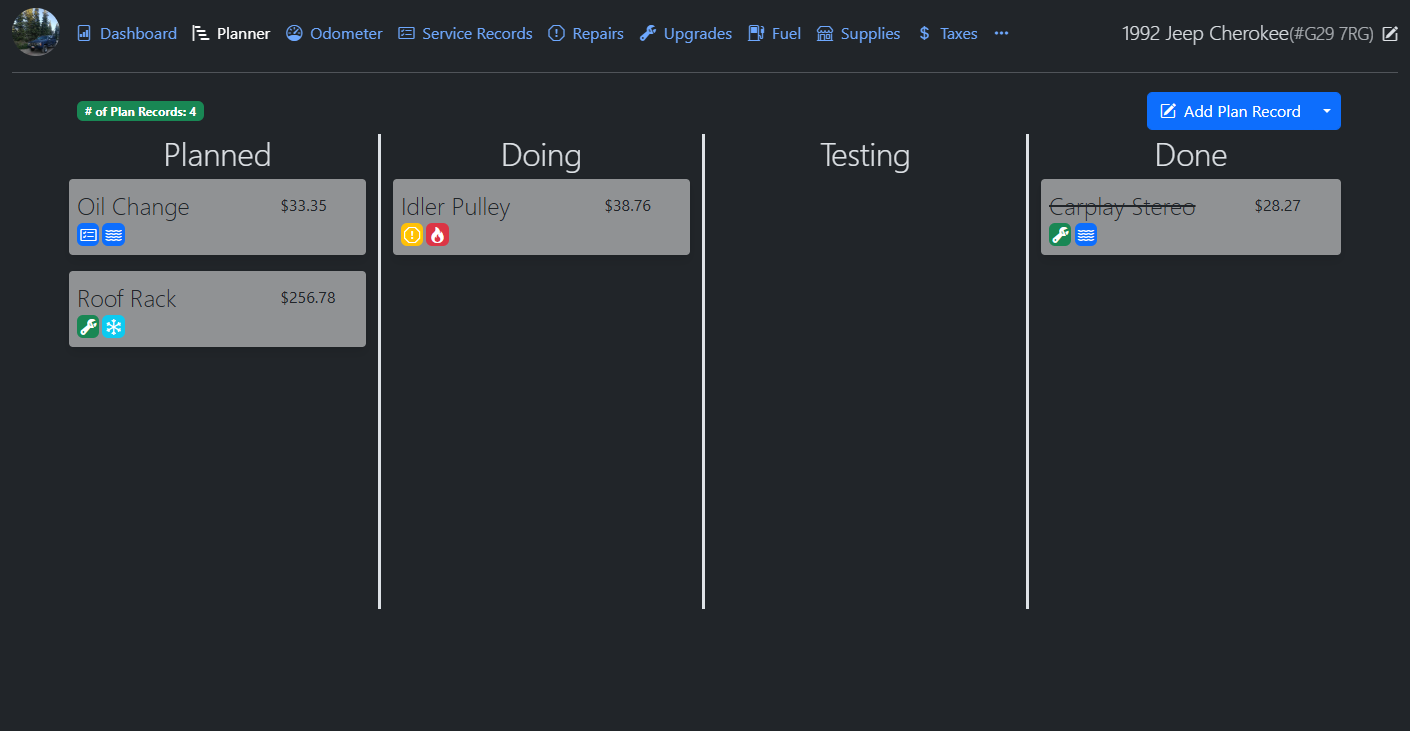 Dashboard Planner Odometer Service Records Repairs Upgrades Fuel Supplies $ Taxes ··· 1992 Jeep Cherokee(#G29 7RG)
# of Plan Records: 4
Add Plan Record
Planned Doing Testing Done
Oil Change $33.35
Idler Pulley $38.76
Carplay Stereo $28.27
Roof Rack $256.78